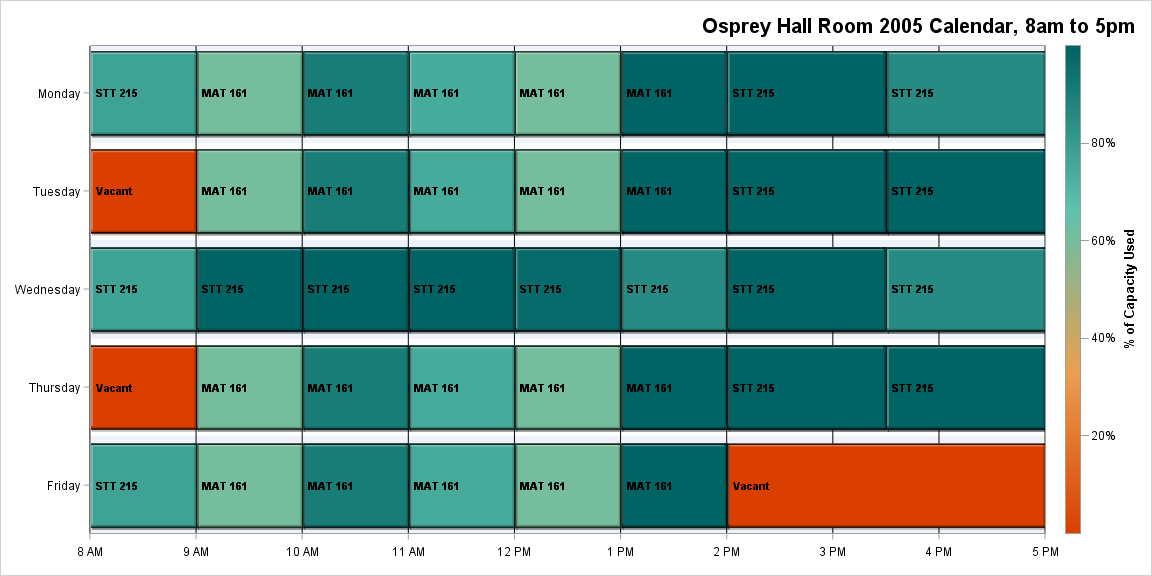 Osprey Hall Room 2005 Calendar, 8am to 5pm
Monday
STT 215
MAT 161
MAT 161
MAT 161
MAT 161
MAT 161
STT 215
STT 215
Tuesday
Vacant
MAT 161
MAT 161
MAT 161
MAT 161
MAT 161
STT 215
STT 215
Wednesday
STT 215
STT 215
STT 215
STT 215
STT 215
STT 215
STT 215
STT 215
Thursday
Vacant
MAT 161
MAT 161
MAT 161
MAT 161
MAT 161
STT 215
STT 215
Friday
STT 215
MAT 161
MAT 161
MAT 161
MAT 161
MAT 161
Vacant
8 AM
9 AM
10 AM
11 AM
12 PM
1 PM
2 PM
3 PM
4 PM
5 PM
80%
60%
40%
20%
% of Capacity Used